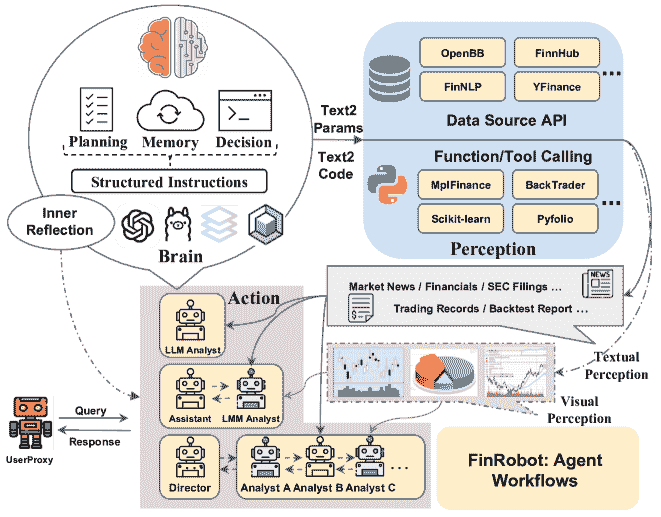 Planning
Memory
Decision
Structured Instructions
Inner
Reflection
Brain
Text2
Params
Text2
Code
OpenBB
FinnHub
FinNLP
YFinance
...
Data Source API
Function/Tool Calling
MplFinance
BackTrader
Scikit-learn
Pyfolio
...
Perception
Market News / Financials / SEC Filings ...
NEWS
Trading Records / Backtest Report ...
Textual
Perception
Visual
Perception
Action
LLM Analyst
Assistant
LMM Analyst
Director
Analyst A
Analyst B
Analyst C
...
Query
Response
UserProxy
FinRobot: Agent
Workflows